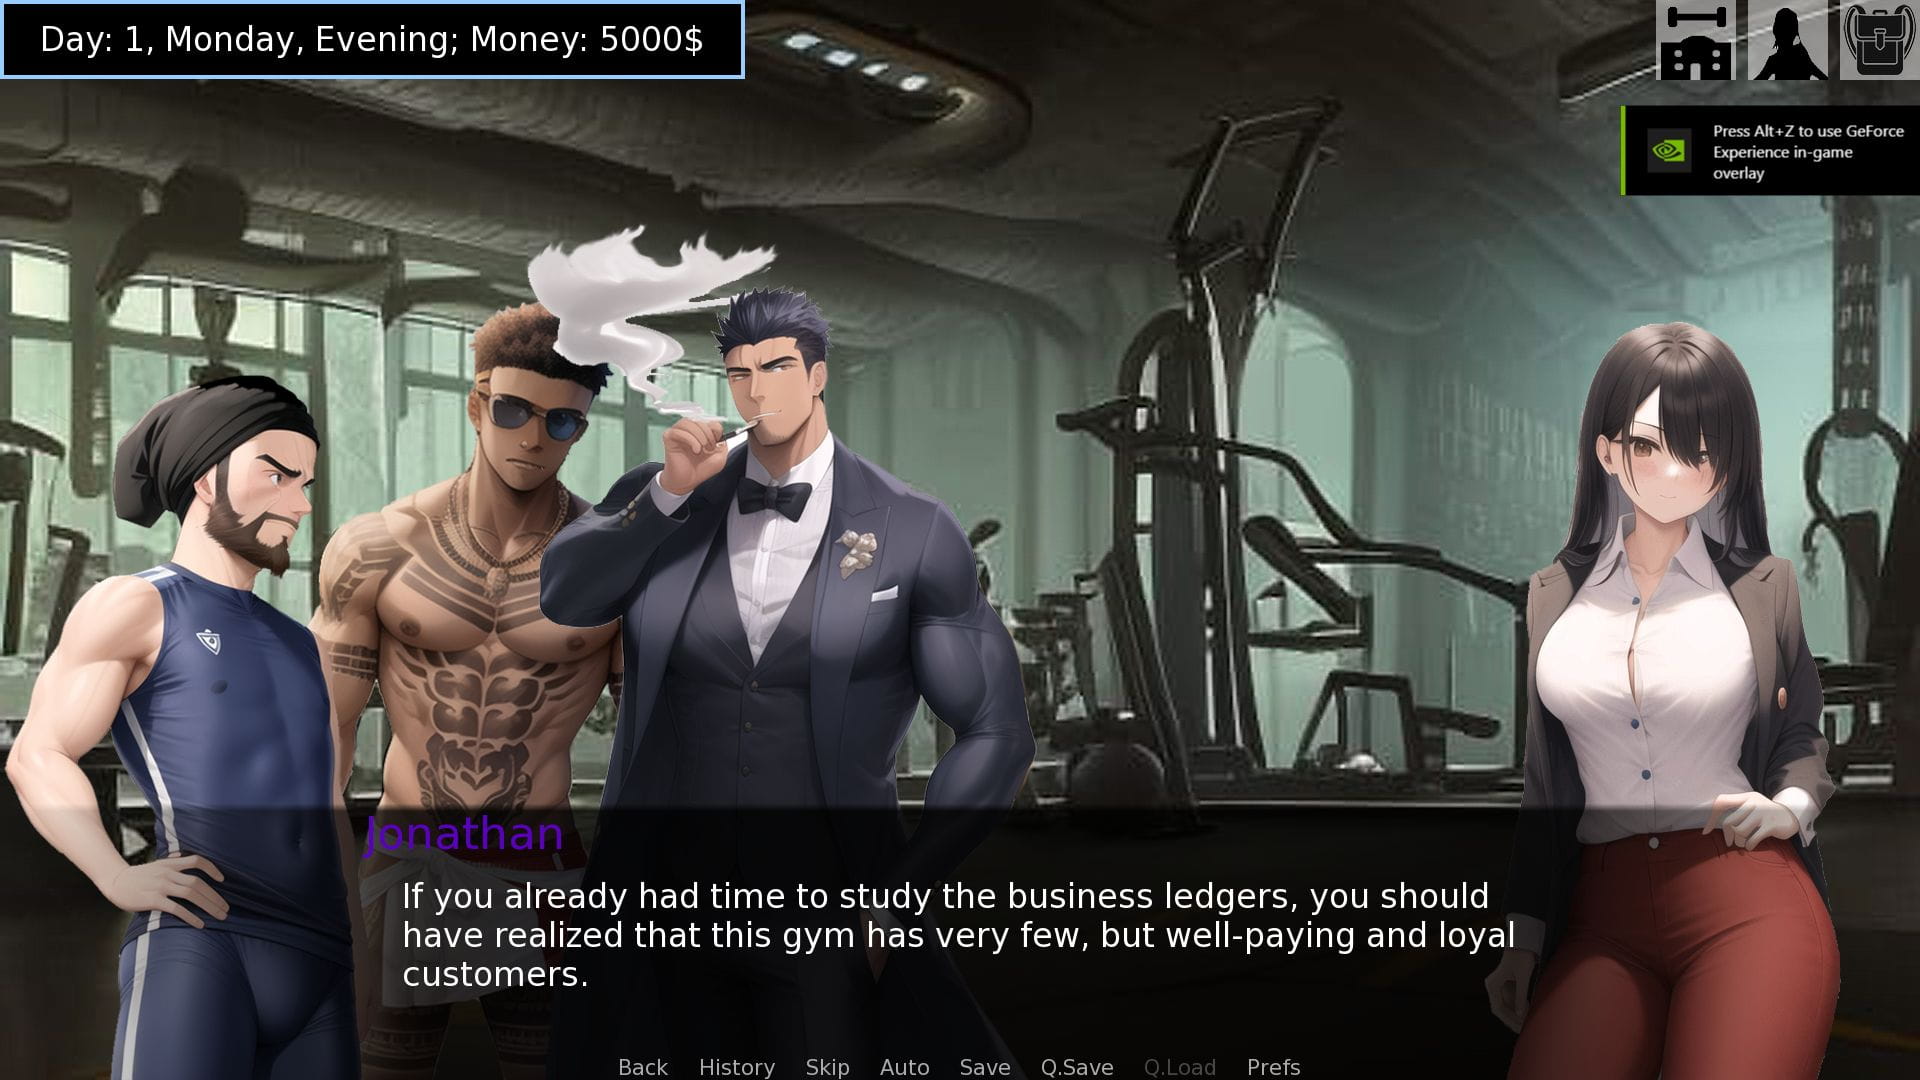 Day: 1, Monday, Evening; Money: 5000$
Press Alt+Z to use GeForce
Experience in-game
overlay
Jonathan
If you already had time to study the business ledgers, you should
have realized that this gym has very few, but well-paying and loyal
customers.
Back History Skip Auto Save Q.Save Q.Load Prefs